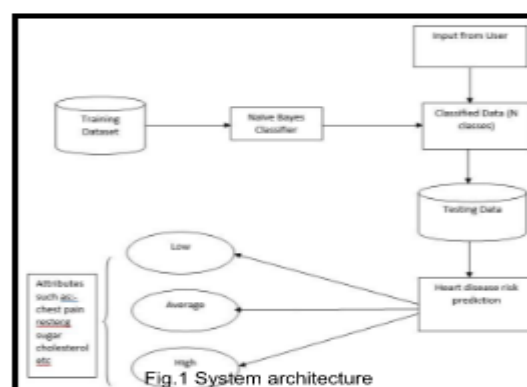 Input from User
Training
Dataset
Naive Bayes
Classifier
Classified Data (N
classes)
Testing Data
Low
Average
High
Heart disease risk
prediction
Attributes
such as:-
chest pain
restecg
sugar
cholesterol
etc
Fig.1 System architecture